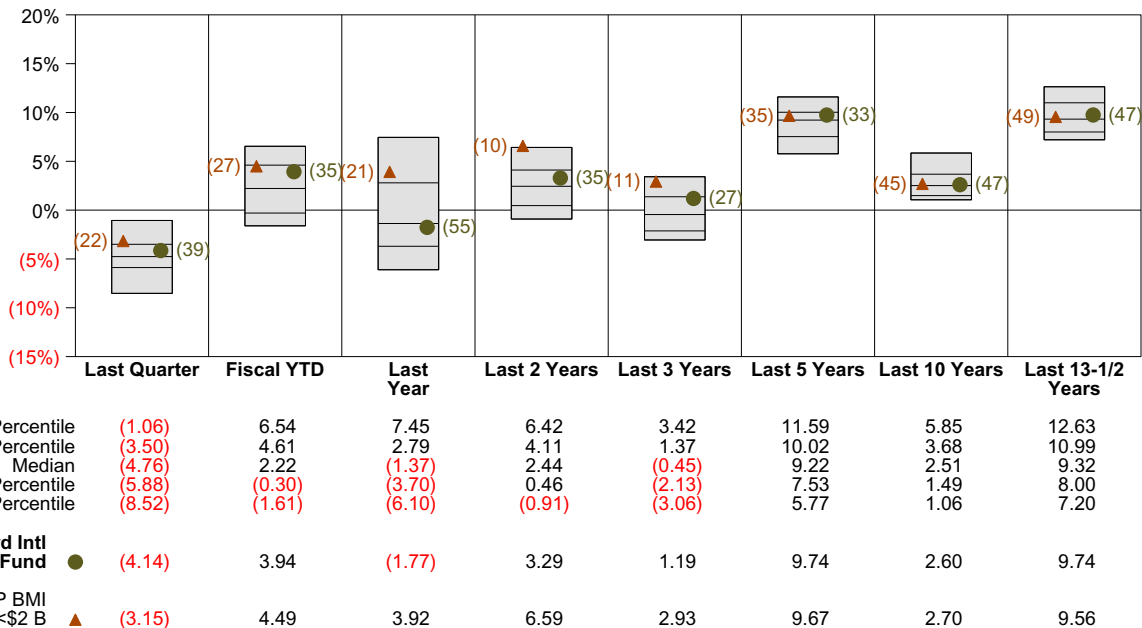 20%
15%
10%
5%
0%
(5%)
(10%)
(15%)
(22) (39) (27) (35) (21) (55) (10) (35) (11) (27) (35) (33) (45) (47) (49) (47)
Last Quarter Fiscal YTD Last Last 2 Years Last 3 Years Last 5 Years Last 10 Years Last 13-1/2
Year Years
Percentile (1.06) 6.54 7.45 6.42 3.42 11.59 5.85 12.63
Percentile (3.50) 4.61 2.79 4.11 1.37 10.02 3.68 10.99
Median (4.76) 2.22 (1.37) 2.44 (0.45) 9.22 2.51 9.32
Percentile (5.88) (0.30) (3.70) 0.46 (2.13) 7.53 1.49 8.00
Percentile (8.52) (1.61) (6.10) (0.91) (3.06) 5.77 1.06 7.20
Intl
Fund (4.14) 3.94 (1.77) 3.29 1.19 9.74 2.60 9.74
BMI
<$2 B (3.15) 4.49 3.92 6.59 2.93 9.67 2.70 9.56